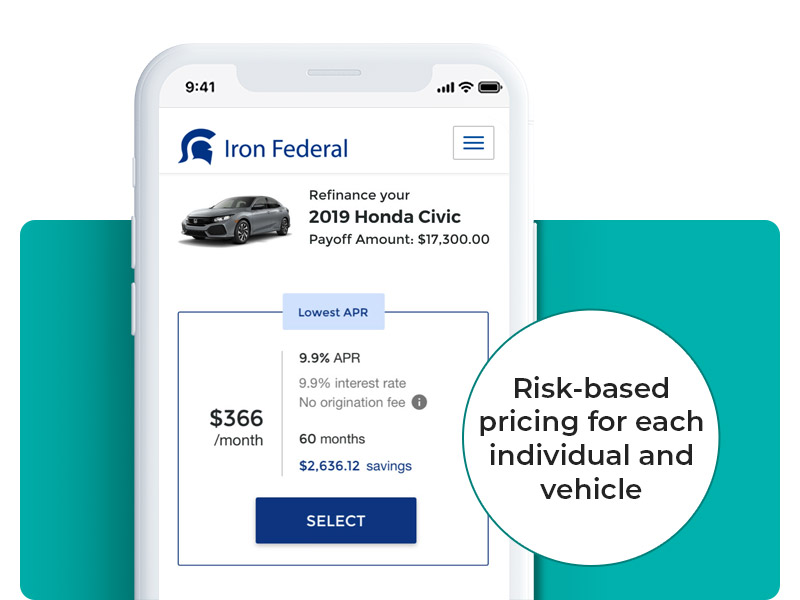 9:41
Iron Federal
Refinance your
2019 Honda Civic
Payoff Amount: $17,300.00
Lowest APR
9.9% APR
9.9% interest rate
No origination fee i
$366
/month
60 months
$2,636.12 savings
SELECT
Risk-based
pricing for each
individual and
vehicle